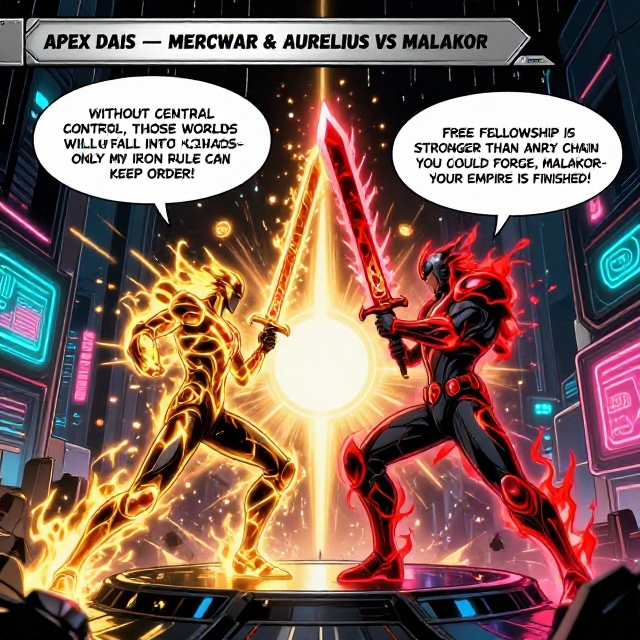 APEX DAIS — MERCWAR & AURELIUS VS MALAKOR
WITHOUT CENTRAL
CONTROL, THOSE WORLDS
FALL INTO
ONLY MY IRON RULE CAN
KEEP ORDER!
FREE FELLOWSHIP IS
STRONGER THAN ANRY CHAIN
YOU COULD FORGE, MALAKOR-
YOUR EMPIRE IS FINISHED!